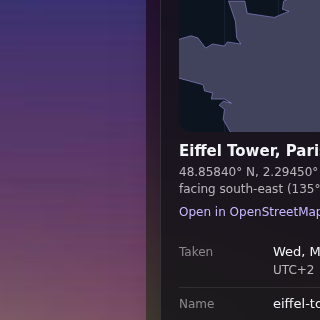 Eiffel Tower, Pari
48.85840° N, 2.29450°
facing south-east (135°
Open in OpenStreetMap
Taken Wed, M
UTC+2
Name eiffel-to